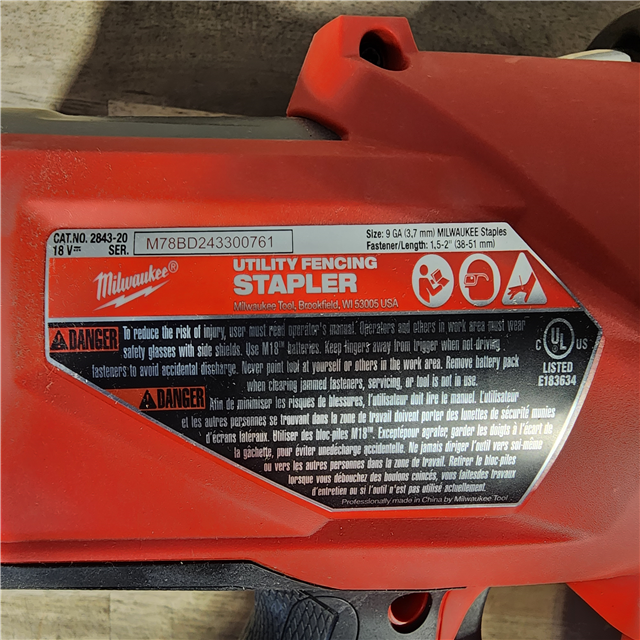 CAT.NO. 2843-20
18 V⎓ SER. M78BD243300761
Size: 9 GA (3,7 mm) MILWAUKEE Staples
Fastener/Length: 1,5-2" (38-51 mm)
Milwaukee®
UTILITY FENCING
STAPLER
Milwaukee Tool, Brookfield, WI 53005 USA
⚠DANGER To reduce the risk of injury, user must read operator's manual. Operators and others in work area must wear
safety glasses with side shields. Use M18™ batteries. Keep fingers away from trigger when not driving
fasteners to avoid accidental discharge. Never point tool at yourself or others in the work area. Remove battery pack
when clearing jammed fasteners, servicing, or tool is not in use.
C UL US
LISTED
E183634
⚠DANGER Afin de minimiser les risques de blessures, l'utilisateur doit lire le manuel. L'utilisateur
et les autres personnes se trouvant dans la zone de travail doivent porter des lunettes de sécurité munies
d'écrans latéraux. Utiliser des bloc-piles M18™. Exceptépour agrafer, garder les doigts à l'écart de
la gâchette, pour éviter unedécharge accidentelle. Ne jamais diriger l'outil vers soi-même
ou vers les autres personnes dans la zone de travail. Retirer le bloc-piles
lorsque vous débouchez des boulons coincés, vous faitesdes travaux
d'entretien ou si l'outil n'est pas utilisé actuellement.
Professionally made in China by Milwaukee Tool